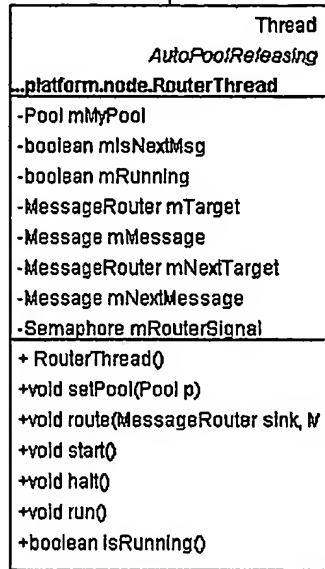 Thread
AutoPoolReleasing
...platform.node.RouterThread
-Pool mMyPool
-boolean mIsNextMsg
-boolean mRunning
-MessageRouter mTarget
-Message mMessage
-MessageRouter mNextTarget
-Message mNextMessage
-Semaphore mRouterSignal
+ RouterThread()
+void setPool(Pool p)
+void route(MessageRouter sink, M
+void start()
+void halt()
+void run()
+boolean isRunning()